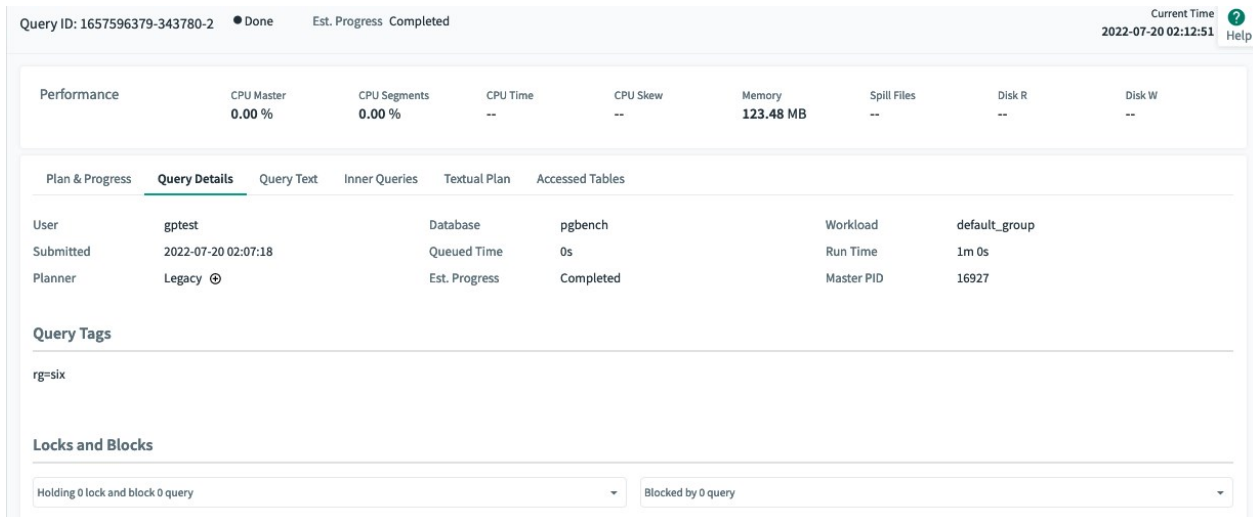 Query ID: 1657596379-343780-2 Done Est. Progress Completed Current Time
2022-07-20 02:12:51 Help
Performance CPU Master CPU Segments CPU Time CPU Skew Memory Spill Files Disk R Disk W
0.00 % 0.00 % -- -- 123.48 MB -- -- --
Plan & Progress Query Details Query Text Inner Queries Textual Plan Accessed Tables
User gptest Database pgbench Workload default_group
Submitted 2022-07-20 02:07:18 Queued Time 0s Run Time 1m 0s
Planner Legacy Est. Progress Completed Master PID 16927
Query Tags
rg=six
Locks and Blocks
Holding 0 lock and block 0 query Blocked by 0 query